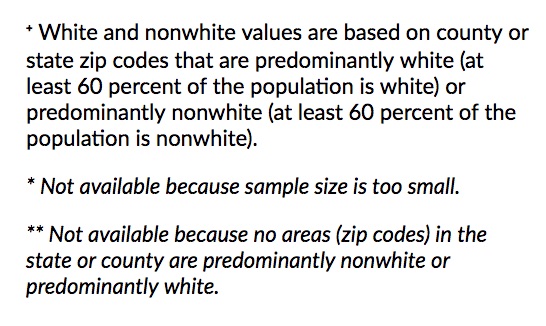 + White and nonwhite values are based on county or
state zip codes that are predominantly white (at
least 60 percent of the population is white) or
predominantly nonwhite (at least 60 percent of the
population is nonwhite).
* Not available because sample size is too small.
** Not available because no areas (zip codes) in the
state or county are predominantly nonwhite or
predominantly white.